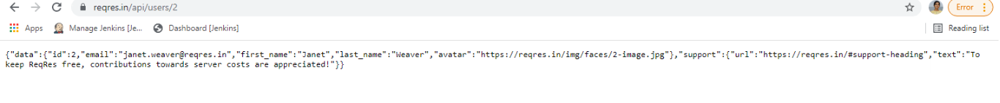 reqres.in/api/users/2
Error
Apps Manage Jenkins [Je... Dashboard [Jenkins] Reading list
{"data":{"id":2,"email":"janet.weaver@reqres.in","first_name":"Janet","last_name":"Weaver","avatar":"https://reqres.in/img/faces/2-image.jpg"},"support":{"url":"https://reqres.in/#support-heading","text":"To
keep ReqRes free, contributions towards server costs are appreciated!"}}